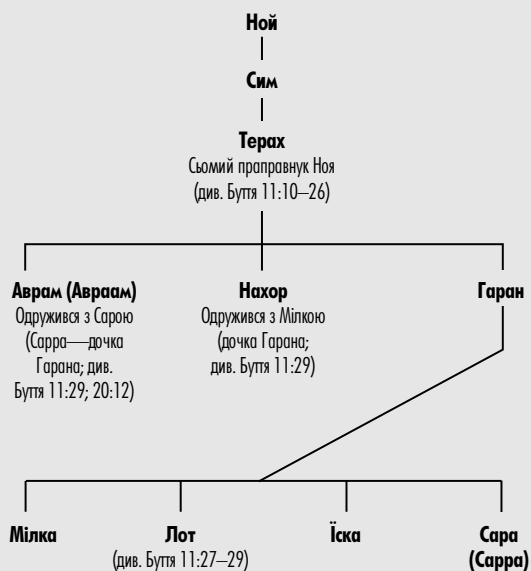 Ной
Сим
Терах
Сьомий праправнук Ноя
(див. Буття 11:10–26)
Аврам (Авраам)
Одружився з Сарою
(Сарра—–дочка
Гарана; див.
Буття 11:29; 20:12)
Нахор
Одружився з Мілкою
(дочка Гарана;
див. Буття 11:29)
Гаран
Мілка
Лот
(див. Буття 11:27–29)
Їска
Сара
(Сарра)